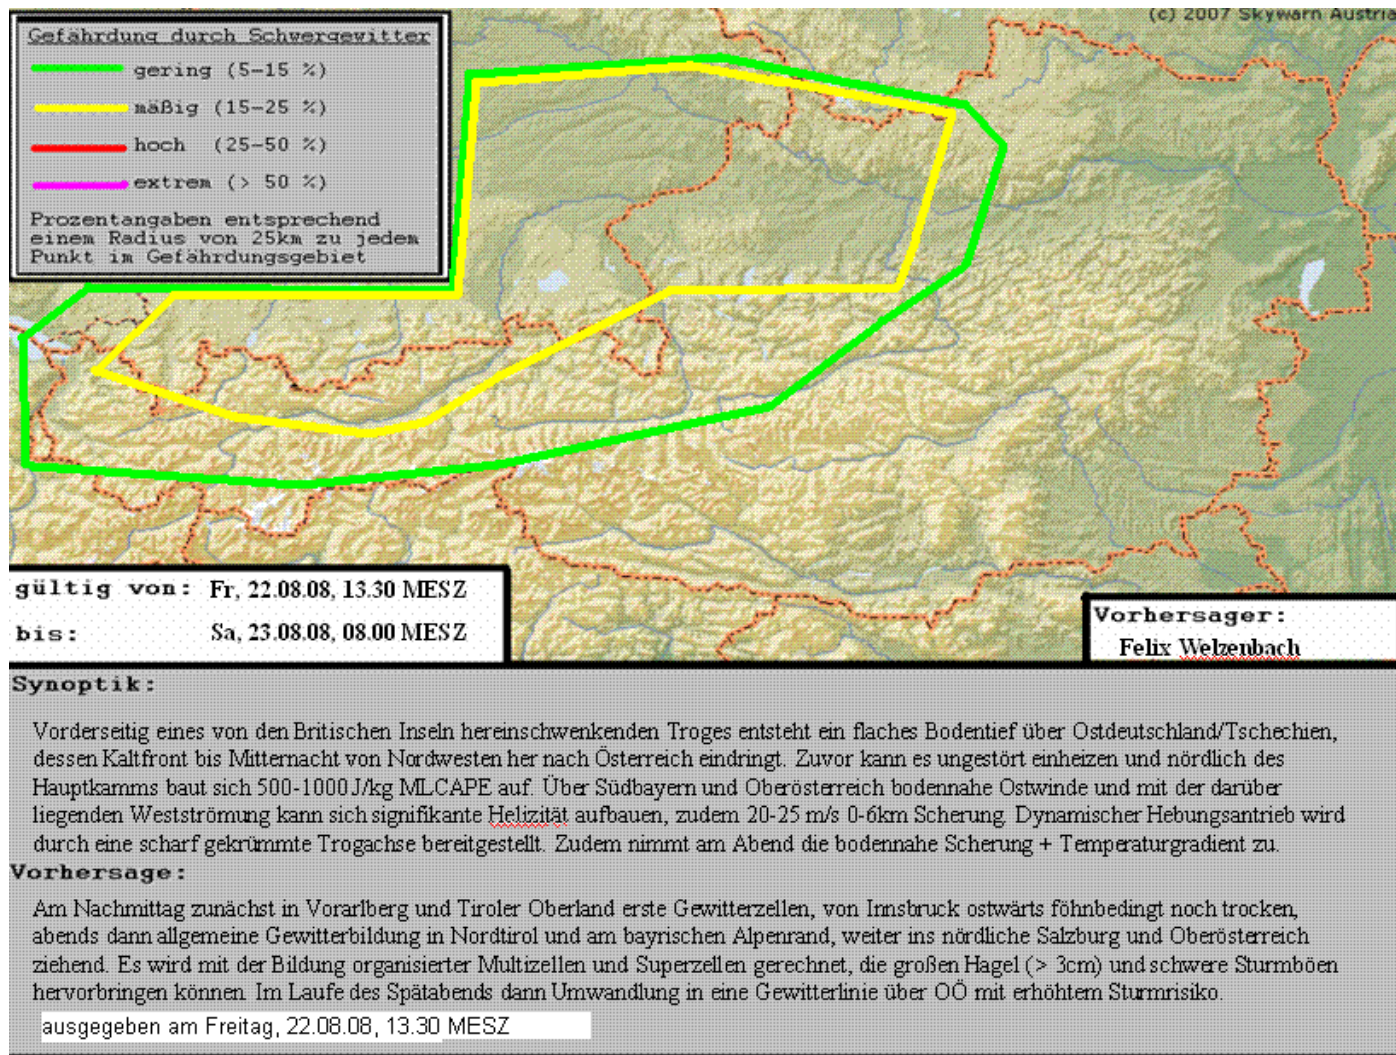 (c) 2007 Skywarn Austria
Gefährdung durch Schwergewitter
gering (5-15 %)
mäßig (15-25 %)
hoch (25-50 %)
extrem (> 50 %)
Prozentangaben entsprechend
einem Radius von 25km zu jedem
Punkt im Gefährdungsgebiet
gültig von: Fr, 22.08.08, 13.30 MESZ
bis: Sa, 23.08.08, 08.00 MESZ
Vorhersager:
Felix Welzenbach
Synoptik:
Vorderseitig eines von den Britischen Inseln hereinschwenkenden Troges entsteht ein flaches Bodentief über Ostdeutschland/Tschechien,
dessen Kaltfront bis Mitternacht von Nordwesten her nach Österreich eindringt. Zuvor kann es ungestört einheizen und nördlich des
Hauptkamms baut sich 500-1000 J/kg MLCAPE auf. Über Südbayern und Oberösterreich bodennahe Ostwinde und mit der darüber
liegenden Westströmung kann sich signifikante Helizität aufbauen, zudem 20-25 m/s 0-6km Scherung. Dynamischer Hebungsantrieb wird
durch eine scharf gekrümmte Trogachse bereitgestellt. Zudem nimmt am Abend die bodennahe Scherung + Temperaturgradient zu.
Vorhersage:
Am Nachmittag zunächst in Vorarlberg und Tiroler Oberland erste Gewitterzellen, von Innsbruck ostwärts föhnbedingt noch trocken,
abends dann allgemeine Gewitterbildung in Nordtirol und am bayrischen Alpenrand, weiter ins nördliche Salzburg und Oberösterreich
ziehend. Es wird mit der Bildung organisierter Multizellen und Superzellen gerechnet, die großen Hagel (> 3cm) und schwere Sturmböen
hervorbringen können. Im Laufe des Spätabends dann Umwandlung in eine Gewitterlinie über OÖ mit erhöhtem Sturmrisiko.
ausgegeben am Freitag, 22.08.08, 13.30 MESZ